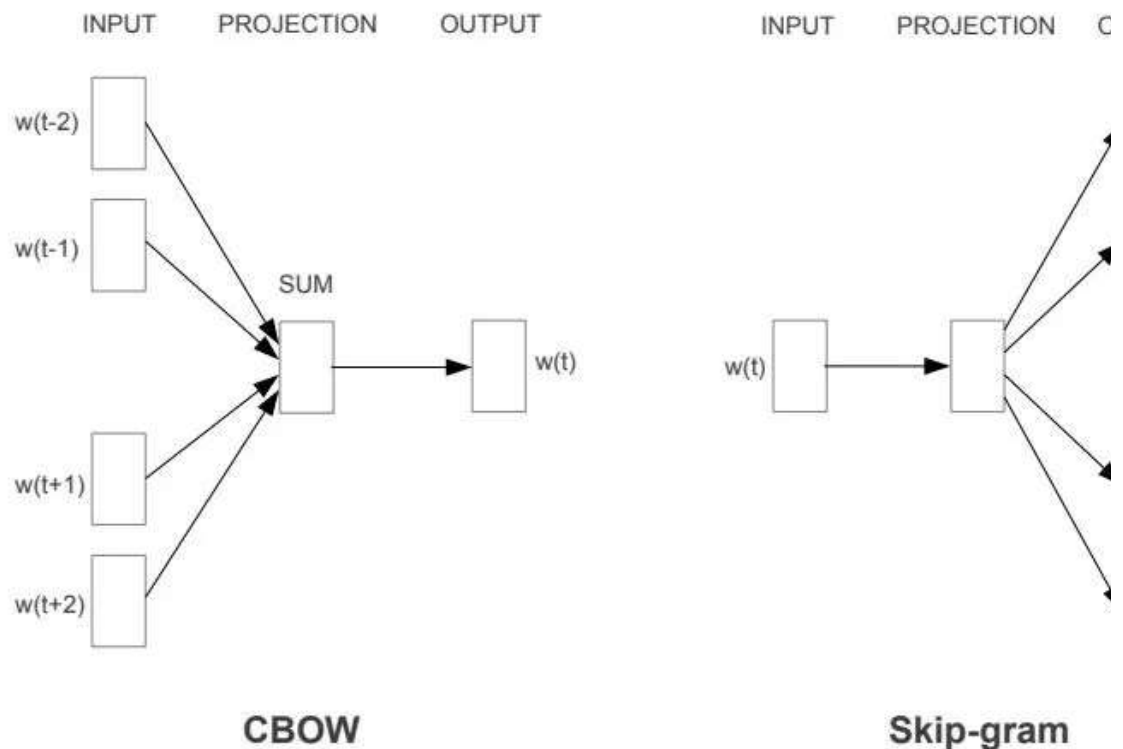 INPUT PROJECTION OUTPUT
w(t-2)
w(t-1)
SUM
w(t)
w(t+1)
w(t+2)
CBOW
INPUT PROJECTION
w(t)
Skip-gram